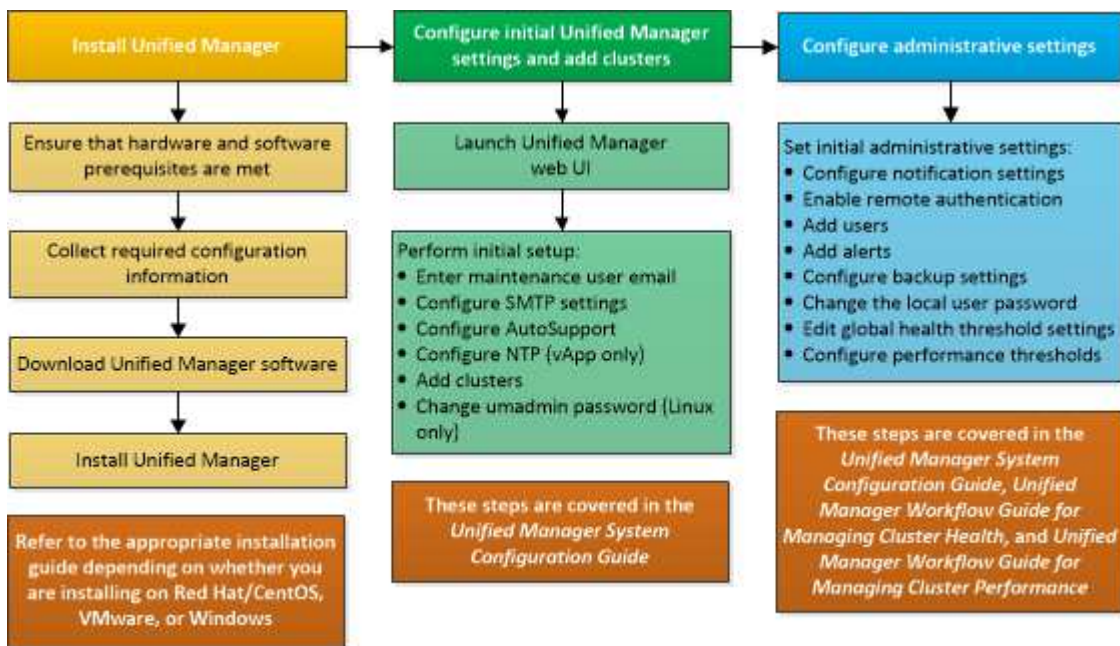 Install Unified Manager
Ensure that hardware and software
prerequisites are met
Collect required configuration
information
Download Unified Manager software
Install Unified Manager
Refer to the appropriate installation
guide depending on whether you
are installing on Red Hat/CentOS,
VMware, or Windows
Configure initial Unified Manager
settings and add clusters
Launch Unified Manager
web UI
Perform initial setup:
• Enter maintenance user email
• Configure SMTP settings
• Configure AutoSupport
• Configure NTP (vApp only)
• Add clusters
• Change umadmin password (Linux
only)
These steps are covered in the
Unified Manager System
Configuration Guide
Configure administrative settings
Set initial administrative settings:
• Configure notification settings
• Enable remote authentication
• Add users
• Add alerts
• Configure backup settings
• Change the local user password
• Edit global health threshold settings
• Configure performance thresholds
These steps are covered in the
Unified Manager System
Configuration Guide, Unified
Manager Workflow Guide for
Managing Cluster Health, and Unified
Manager Workflow Guide for
Managing Cluster Performance